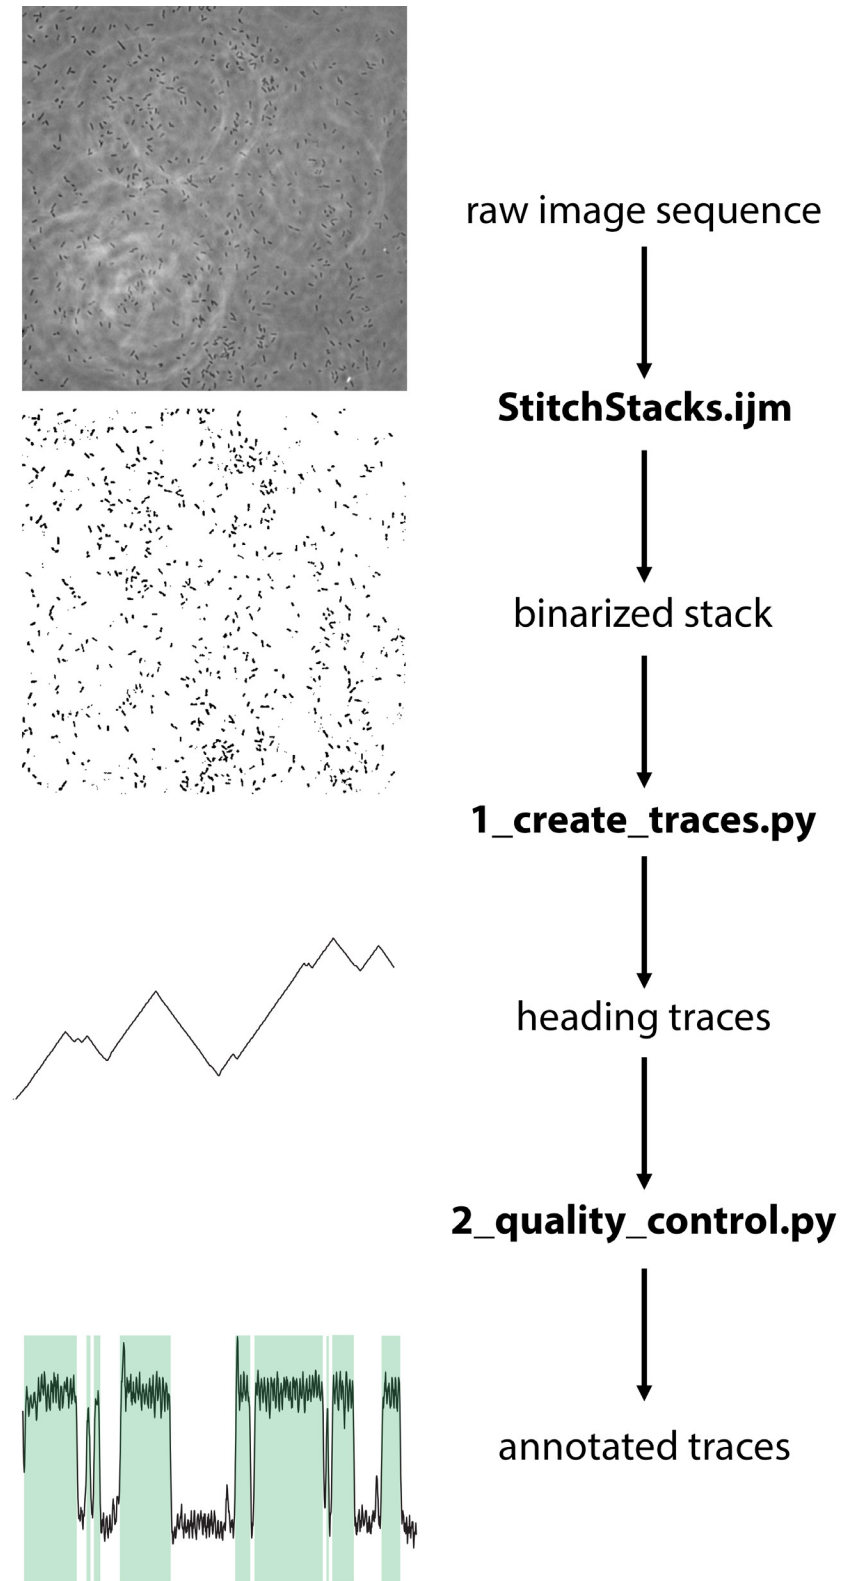 raw image sequence
StitchStacks.ijm
binarized stack
1_create_traces.py
heading traces
2_quality_control.py
annotated traces